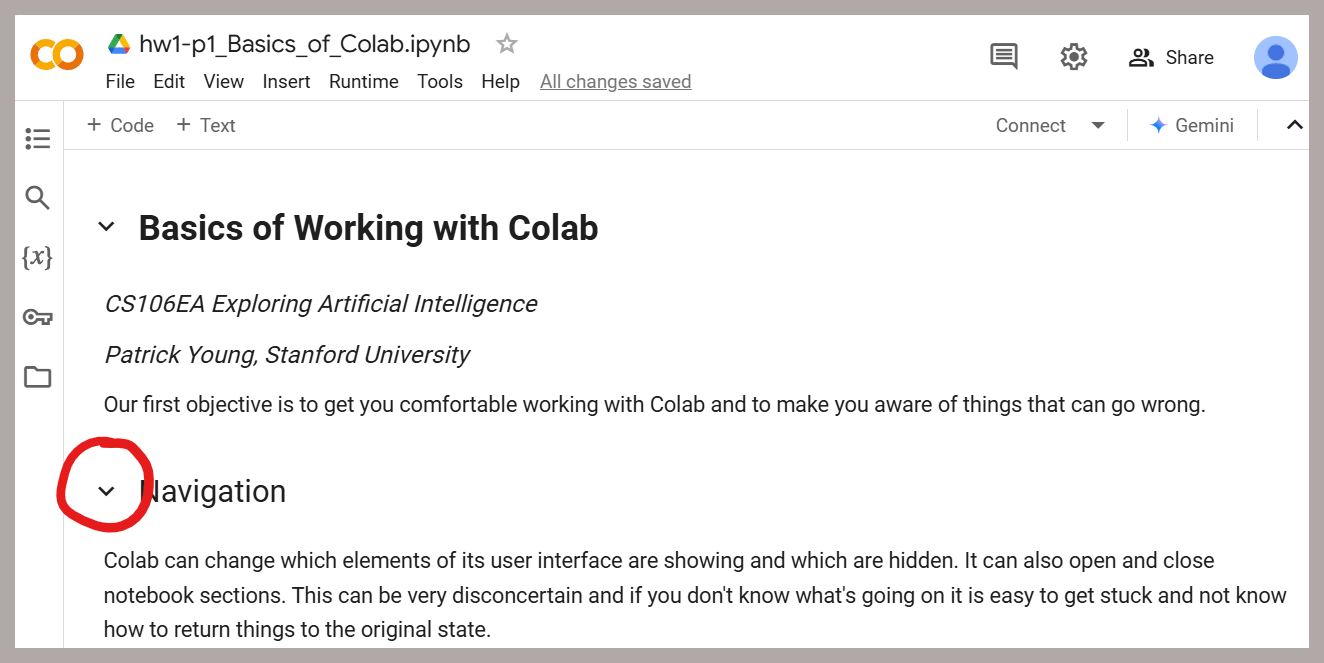 hw1-p1_Basics_of_Colab.ipynb
File Edit View Insert Runtime Tools Help All changes saved
Share
+ Code + Text
Connect
Gemini
{x}
Basics of Working with Colab
CS106EA Exploring Artificial Intelligence
Patrick Young, Stanford University
Our first objective is to get you comfortable working with Colab and to make you aware of things that can go wrong.
Navigation
Colab can change which elements of its user interface are showing and which are hidden. It can also open and close
notebook sections. This can be very disconcertain and if you don't know what's going on it is easy to get stuck and not know
how to return things to the original state.